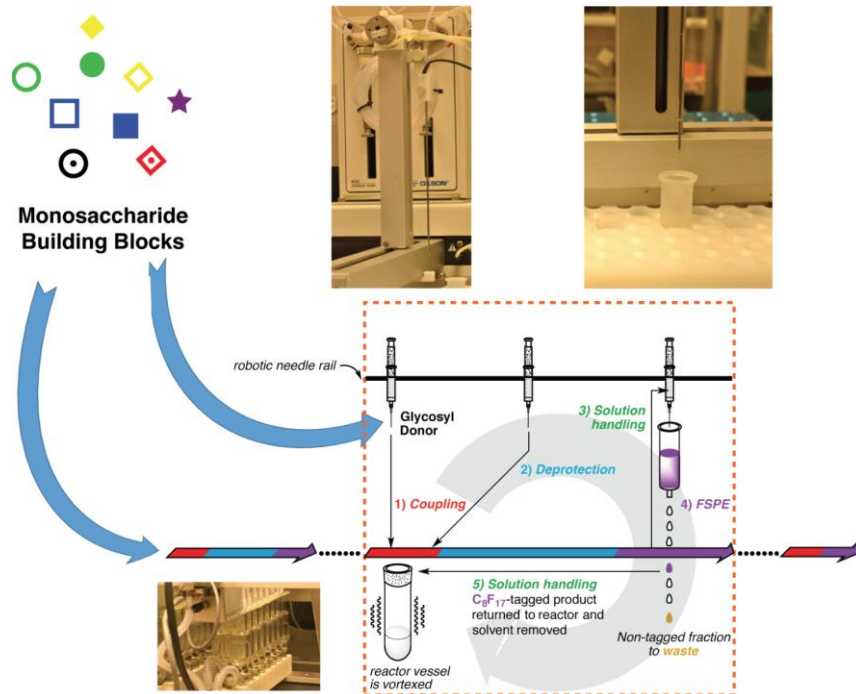 Monosaccharide
Building Blocks
GILSON
robotic needle rail
Glycosyl
Donor
3) Solution
handling
2) Deprotection
1) Coupling
4) FSPE
5) Solution handling
C₈F₁₇-tagged product
returned to reactor and
solvent removed
Non-tagged fraction
to waste
reactor vessel
is vortexed